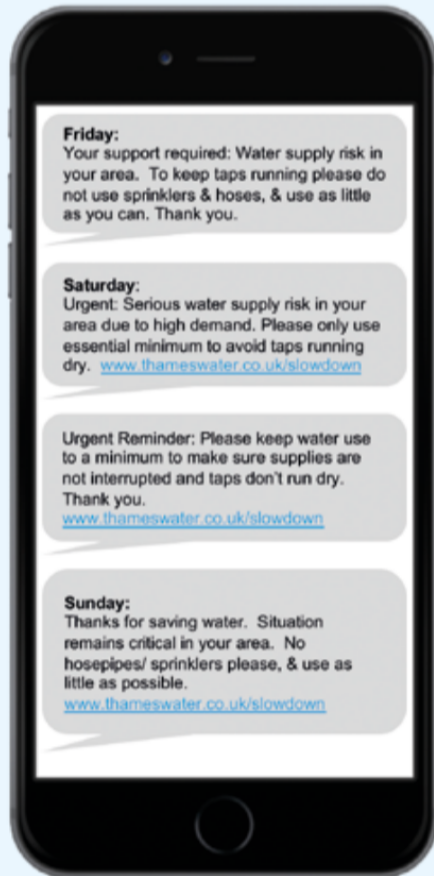 Friday:
Your support required: Water supply risk in
your area.  To keep taps running please do
not use sprinklers & hoses, & use as little
as you can. Thank you.
Saturday:
Urgent: Serious water supply risk in your
area due to high demand. Please only use
essential minimum to avoid taps running
dry.  www.thameswater.co.uk/slowdown
Urgent Reminder: Please keep water use
to a minimum to make sure supplies are
not interrupted and taps don't run dry.
Thank you.
www.thameswater.co.uk/slowdown
Sunday:
Thanks for saving water.  Situation
remains critical in your area.  No
hosepipes/ sprinklers please, & use as
little as possible.
www.thameswater.co.uk/slowdown